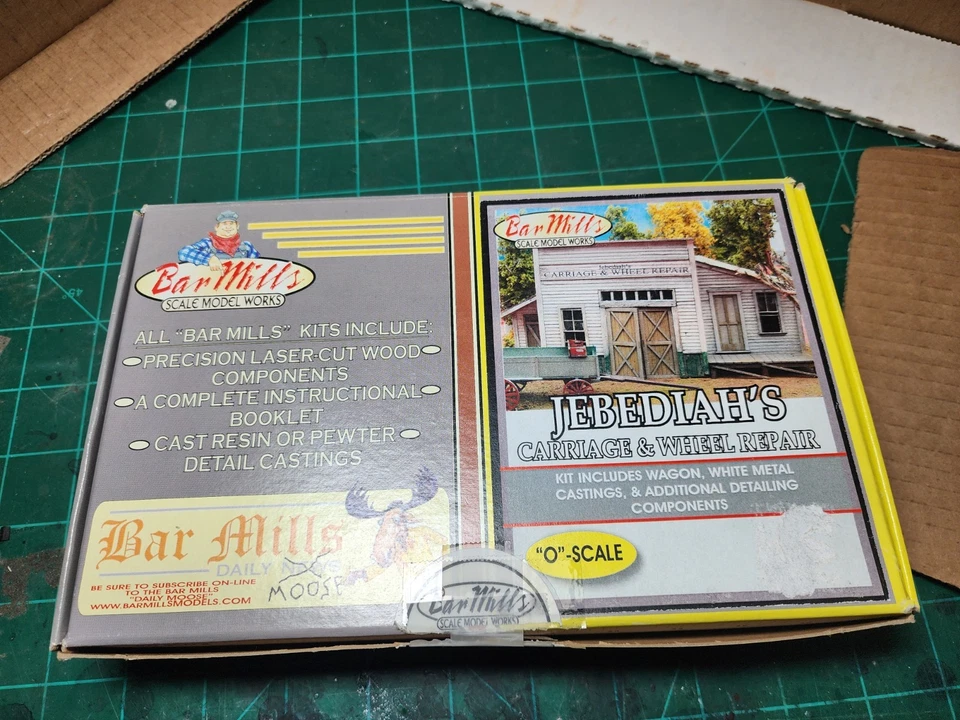 Bar Mills
SCALE MODEL WORKS
ALL "BAR MILLS" KITS INCLUDE:
PRECISION LASER-CUT WOOD
COMPONENTS
A COMPLETE INSTRUCTIONAL
BOOKLET
CAST RESIN OR PEWTER
DETAIL CASTINGS
Bar Mills
DAILY NEWS
MOOSE
BE SURE TO SUBSCRIBE ON-LINE
TO THE BAR MILLS
"DAILY MOOSE"
WWW.BARMILLSMODELS.COM
Bar Mills
SCALE MODEL WORKS
Bar Mills
SCALE MODEL WORKS
Jebediah's
CARRIAGE & WHEEL REPAIR
JEBEDIAH'S
CARRIAGE & WHEEL REPAIR
KIT INCLUDES WAGON, WHITE METAL
CASTINGS, & ADDITIONAL DETAILING
COMPONENTS
"O"-SCALE